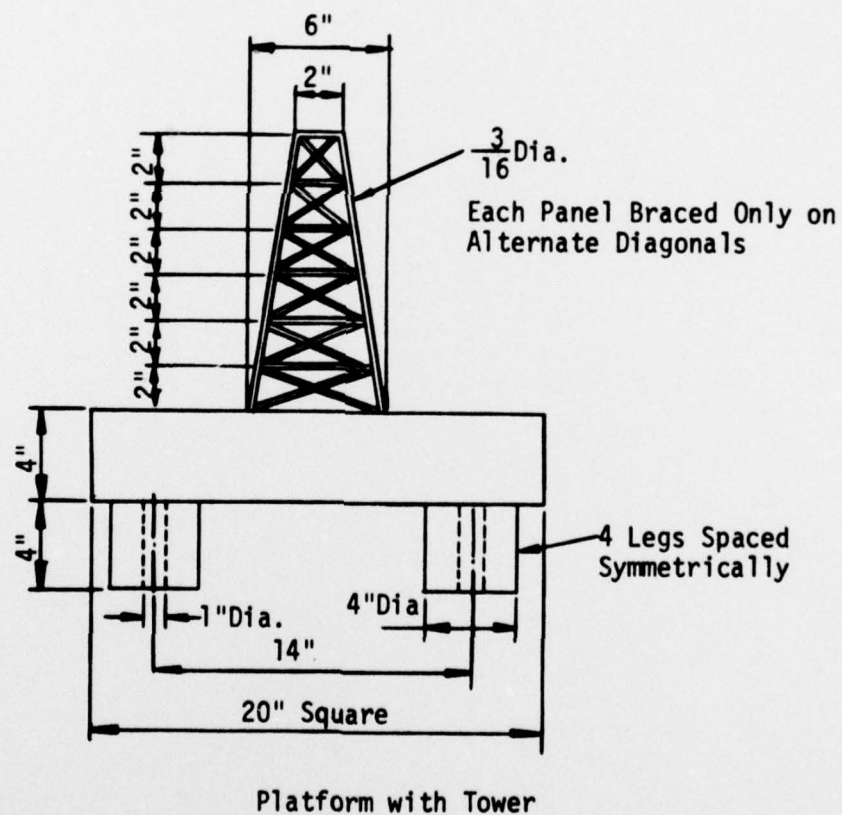 6"
2"
3/16 Dia.
Each Panel Braced Only on
Alternate Diagonals
2"
2"
2"
2"
2"
2"
4"
4"
4 Legs Spaced
Symmetrically
1"Dia.
4"Dia
14"
20" Square
Platform with Tower